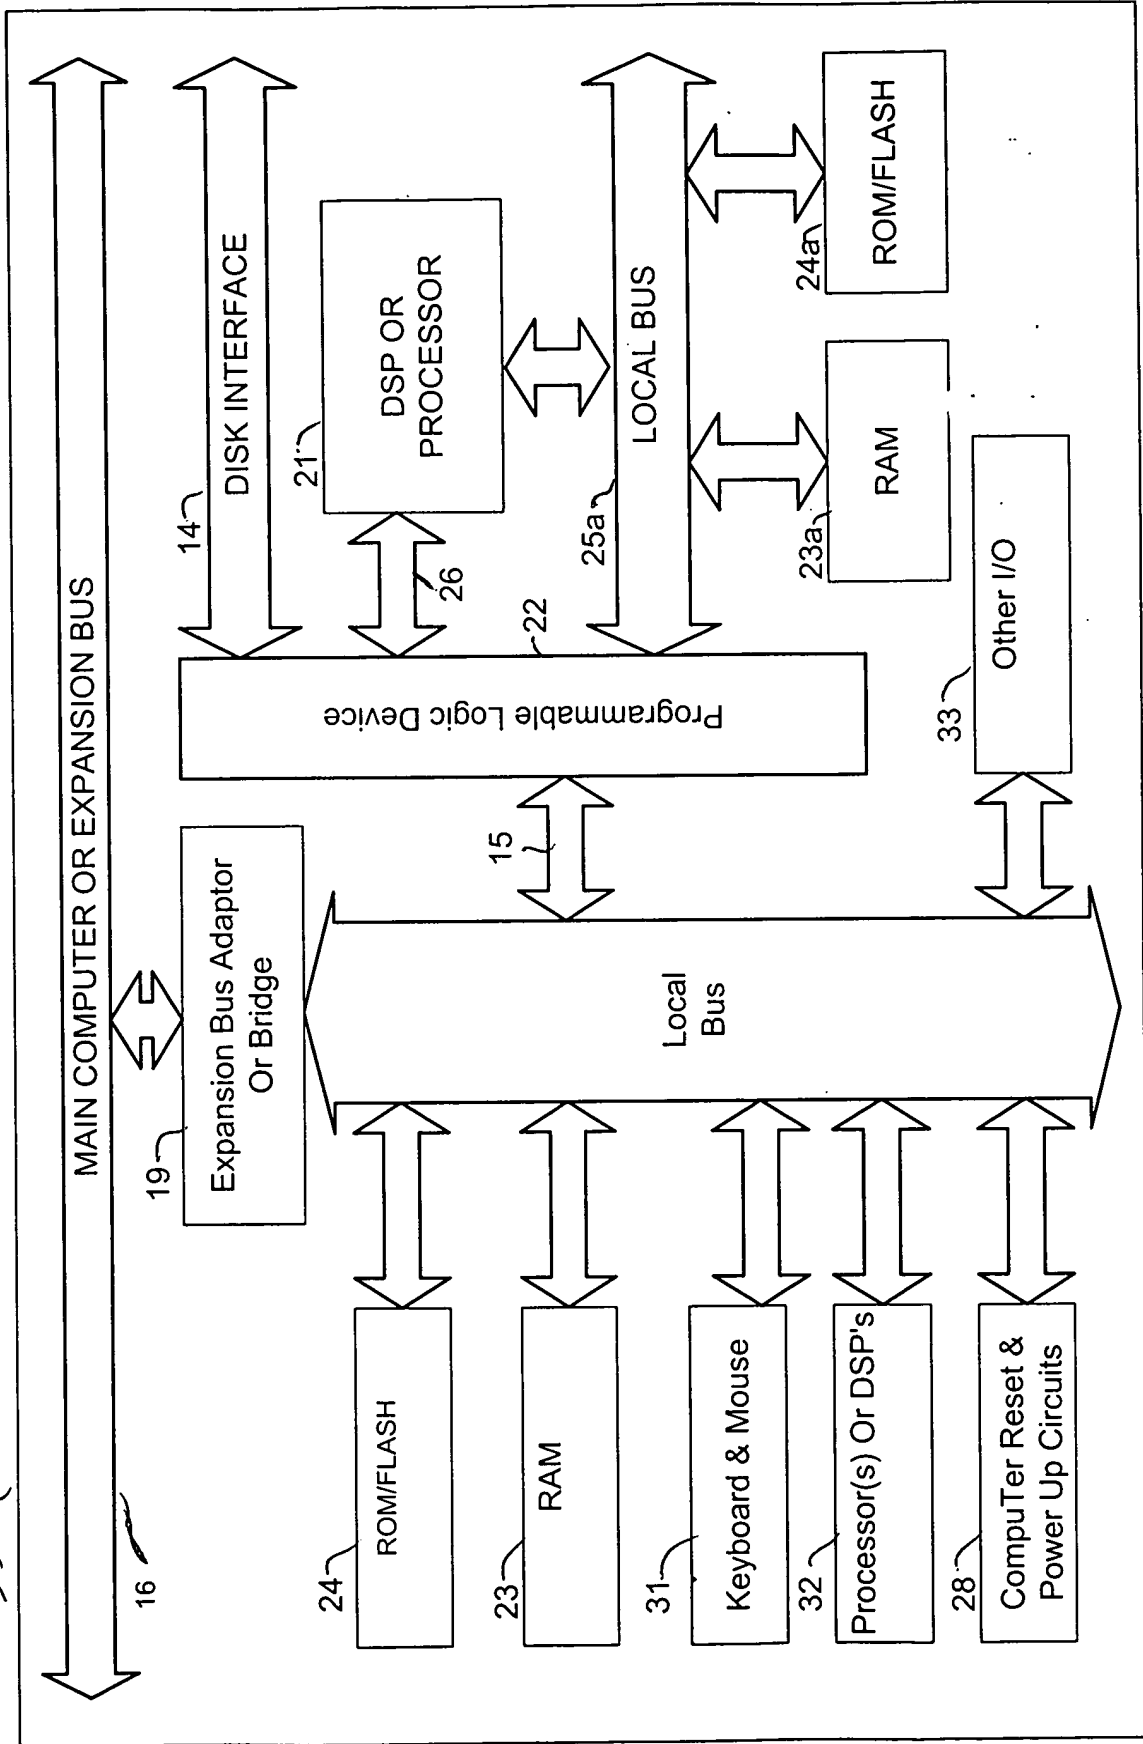 MAIN COMPUTER OR EXPANSION BUS
16
14
DISK INTERFACE
19
Expansion Bus Adaptor
Or Bridge
21
DSP OR
PROCESSOR
26
22
Programmable Logic Device
24
ROM/FLASH
23
RAM
15
25a
LOCAL BUS
Local
Bus
31
Keyboard & Mouse
23a
RAM
24a
ROM/FLASH
32
Processor(s) Or DSP's
33
Other I/O
28
CompuTer Reset &
Power Up Circuits